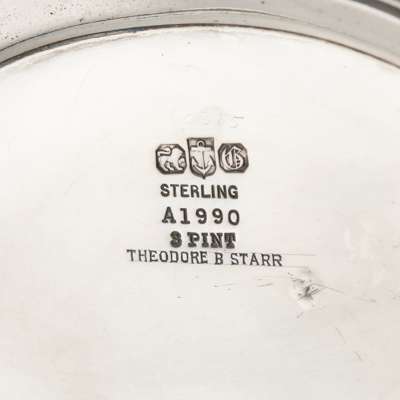 G
STERLING
A1990
3 PINT
THEODORE B STARR